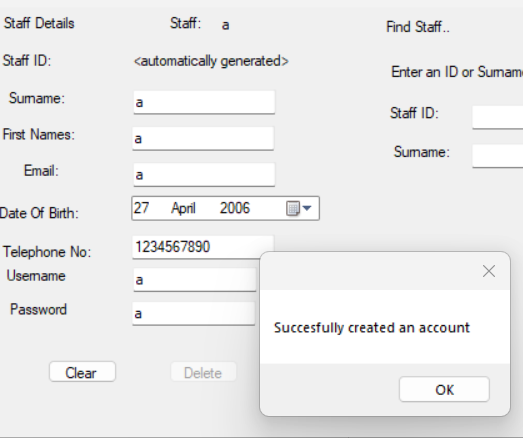 Staff Details
Staff: a
Find Staff..
Staff ID:
<automatically generated>
Enter an ID or Surname
Surname:
a
Staff ID:
First Names:
a
Surname:
Email:
a
Date Of Birth:
27 April 2006
Telephone No:
1234567890
Username
a
Password
a
Succesfully created an account
Clear
Delete
OK